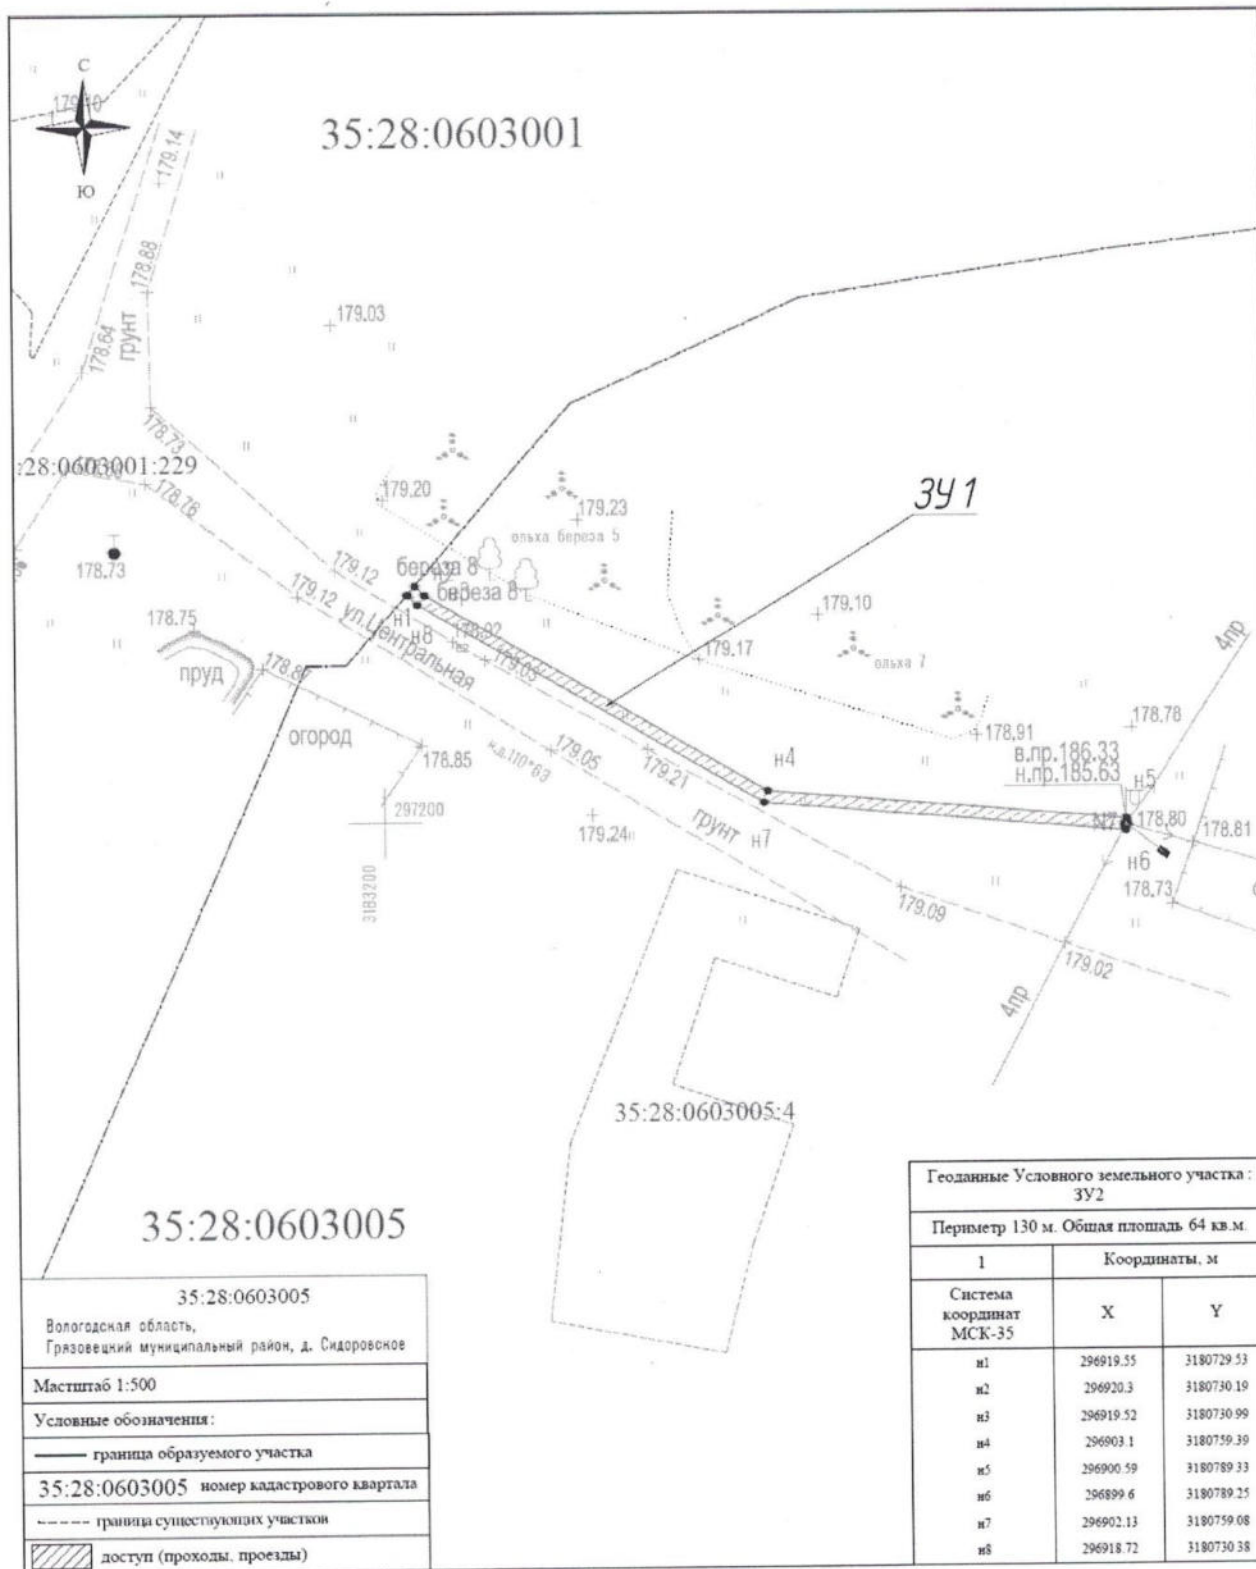 С
179.10
Ю
35:28:0603001
179.14
178.88
178.64
грунт
179.03
178.73
:28:0603001:229
178.76
179.20
179.23
ЗУ 1
ольха береза 5
178.73
179.12
береза 8
береза 8
179.12
ул.Центральная
н1
н8
179.03
178.75
пруд
178.87
179.10
179.17
ольха 7
4пр
огород
178.85
н.д.110*63
179.05
179.21
н4
178.91
178.78
в.пр.186.33
н.пр.185.63
н5
297200
179.24
грунт
н7
178.80
178.81
н6
178.73
3183200
179.09
179.02
4пр
35:28:0603005:4
35:28:0603005
35:28:0603005
Вологодская область,
Грязовецкий муниципальный район, д. Сидоровское
Мастштаб 1:500
Условные обозначения:
граница образуемого участка
35:28:0603005 номер кадастрового квартала
граница существующих участков
доступ (проходы, проезды)
Геоданные Условного земельного участка :
ЗУ2
Периметр 130 м. Общая площадь 64 кв.м.
1 Координаты, м
Система координат МСК-35 X Y
н1 296919.55 3180729.53
н2 296920.3 3180730.19
н3 296919.52 3180730.99
н4 296903.1 3180759.39
н5 296900.59 3180789.33
н6 296899.6 3180789.25
н7 296902.13 3180759.08
н8 296918.72 3180730.38